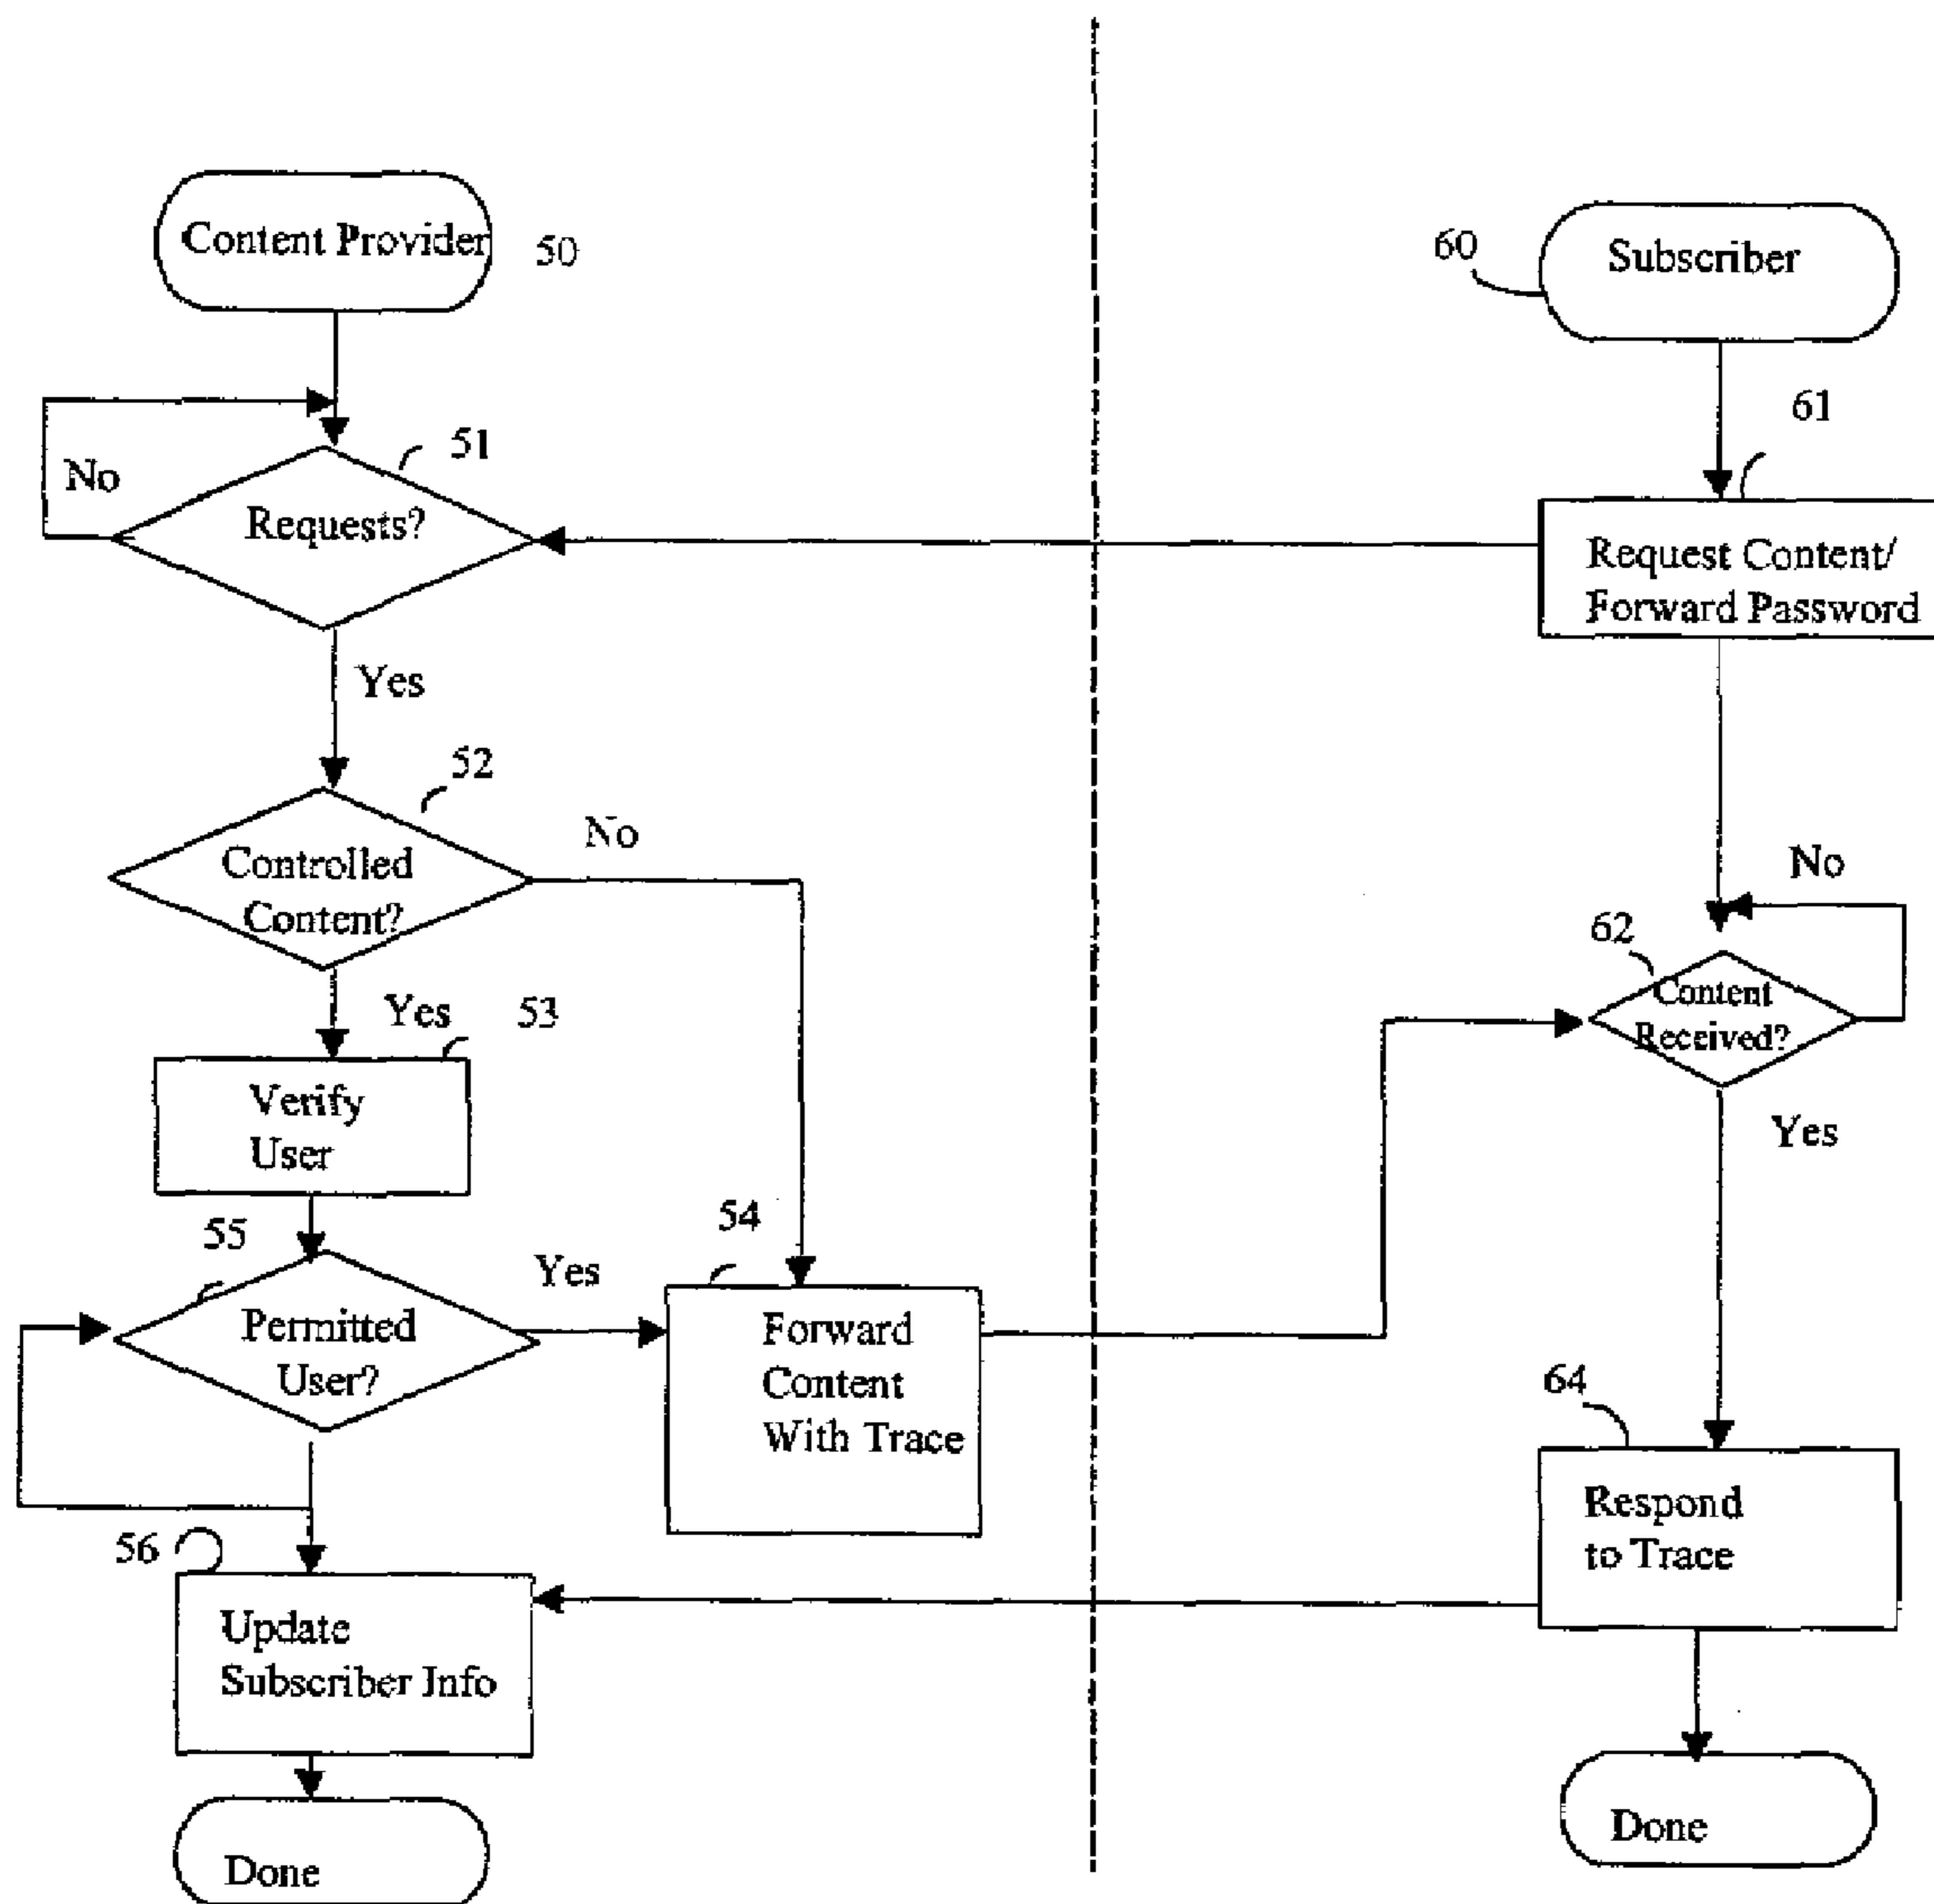 Content Provider
50
60
Subscriber
61
51
No
Requests?
Request Content/
Forward Password
Yes
52
No
Controlled
Content?
No
62
Content
Received?
Yes
53
Verify
User
Yes
55
54
Yes
Permitted
User?
Forward
Content
With Trace
64
Respond
to Trace
56
Update
Subscriber Info
Done
Done